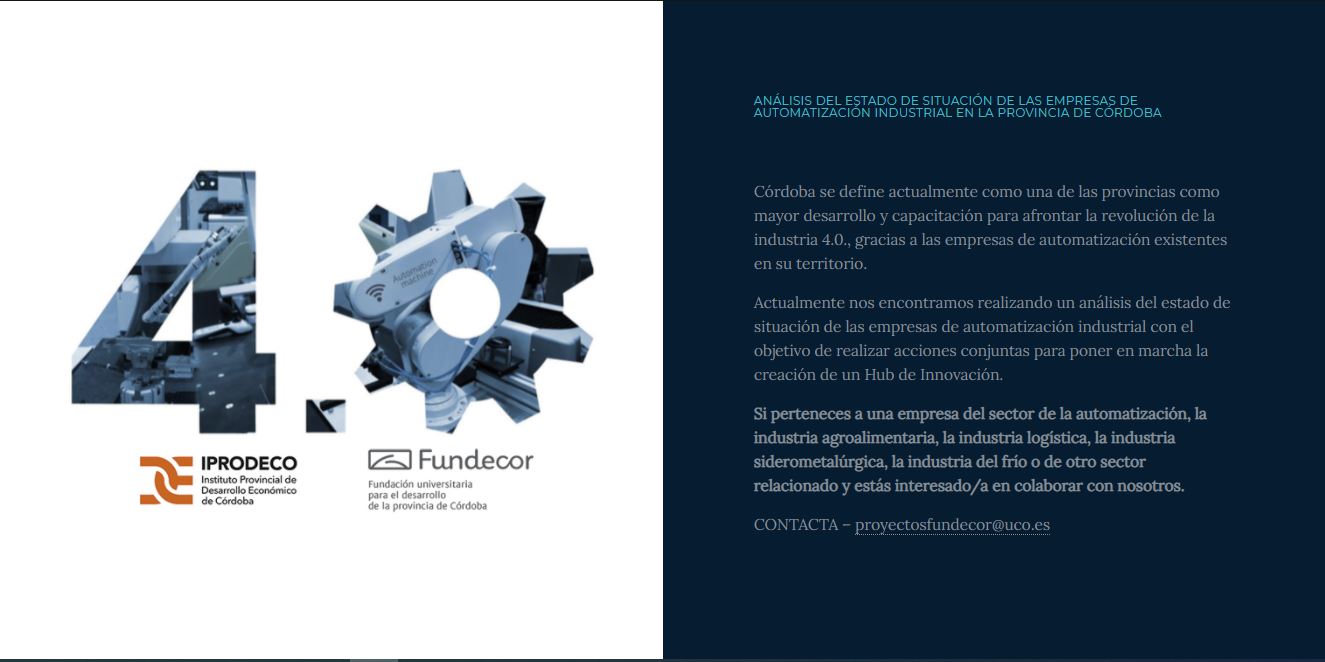 4.0
Automation
machine
IPRODECO
Instituto Provincial de
Desarrollo Económico
de Córdoba
Fundecor
Fundación universitaria
para el desarrollo
de la provincia de Córdoba
ANÁLISIS DEL ESTADO DE SITUACIÓN DE LAS EMPRESAS DE
AUTOMATIZACIÓN INDUSTRIAL EN LA PROVINCIA DE CÓRDOBA
Córdoba se define actualmente como una de las provincias como
mayor desarrollo y capacitación para afrontar la revolución de la
industria 4.0., gracias a las empresas de automatización existentes
en su territorio.
Actualmente nos encontramos realizando un análisis del estado de
situación de las empresas de automatización industrial con el
objetivo de realizar acciones conjuntas para poner en marcha la
creación de un Hub de Innovación.
Si perteneces a una empresa del sector de la automatización, la
industria agroalimentaria, la industria logística, la industria
siderometalúrgica, la industria del frío o de otro sector
relacionado y estás interesado/a en colaborar con nosotros.
CONTACTA – proyectosfundecor@uco.es